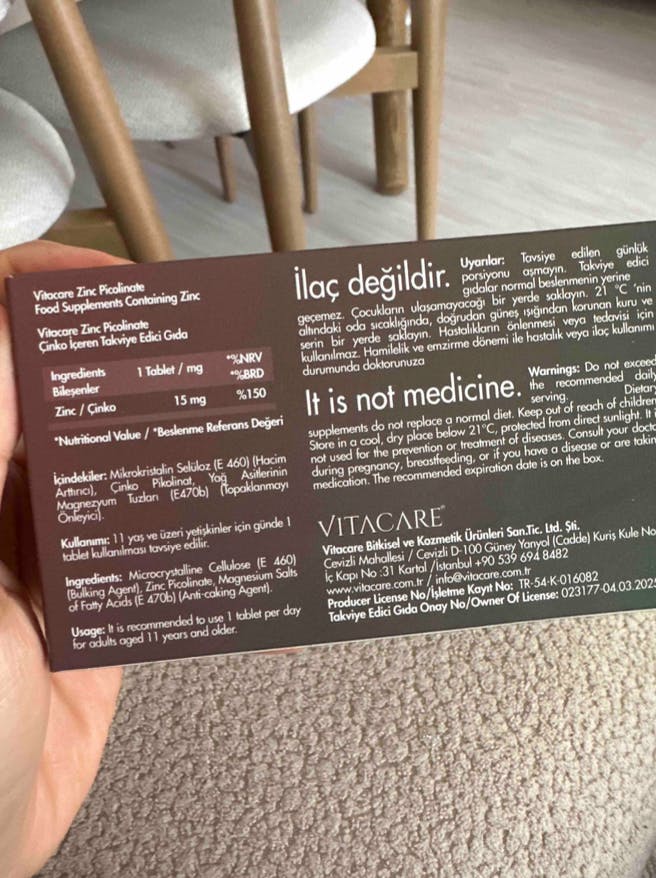 Vitacare Zinc Picolinate
Food Supplements Containing Zinc
Vitacare Zinc Picolinate
Çinko İçeren Takviye Edici Gıda
Ingredients 1 Tablet / mg *%NRV
Bileşenler *%BRD
Zinc / Çinko 15 mg %150
*Nutritional Value / *Beslenme Referans Değeri
İçindekiler: Mikrokristalin Selüloz (E 460) (Hacim
Arttırıcı), Çinko Pikolinat, Yağ Asitlerinin
Magnezyum Tuzları (E470b) (Topaklanmayı
Önleyici).
Kullanımı: 11 yaş ve üzeri yetişkinler için günde 1
tablet kullanılması tavsiye edilir.
Ingredients: Microcrystalline Cellulose (E 460)
(Bulking Agent), Zinc Picolinate, Magnesium Salts
of Fatty Acids (E 470b) (Anti-caking Agent).
Usage: It is recommended to use 1 tablet per day
for adults aged 11 years and older.
İlaç değildir. Uyarılar: Tavsiye edilen günlük
porsiyonu aşmayın. Takviye edici
gıdalar normal beslenmenin yerine
geçemez. Çocukların ulaşamayacağı bir yerde saklayın. 21 °C 'nin
altındaki oda sıcaklığında, doğrudan güneş ışığından korunan kuru ve
serin bir yerde saklayın. Hastalıkların önlenmesi veya tedavisi için
kullanılmaz. Hamilelik ve emzirme dönemi ile hastalık veya ilaç kullanımı
durumunda doktorunuza
It is not medicine. Warnings: Do not exceed
the recommended daily
serving. Dietary
supplements do not replace a normal diet. Keep out of reach of children.
Store in a cool, dry place below 21°C, protected from direct sunlight. It i
not used for the prevention or treatment of diseases. Consult your docto
during pregnancy, breastfeeding, or if you have a disease or are takin
medication. The recommended expiration date is on the box.
VITACARE®
Vitacare Bitkisel ve Kozmetik Ürünleri San.Tic. Ltd. Şti.
Cevizli Mahallesi / Cevizli D-100 Güney Yanyol (Cadde) Kuriş Kule No
İç Kapı No :31 Kartal /İstanbul +90 539 694 8482
www.vitacare.com.tr / info@vitacare.com.tr
Producer License No/İşletme Kayıt No: TR-54-K-016082
Takviye Edici Gıda Onay No/Owner Of License: 023177-04.03.2025